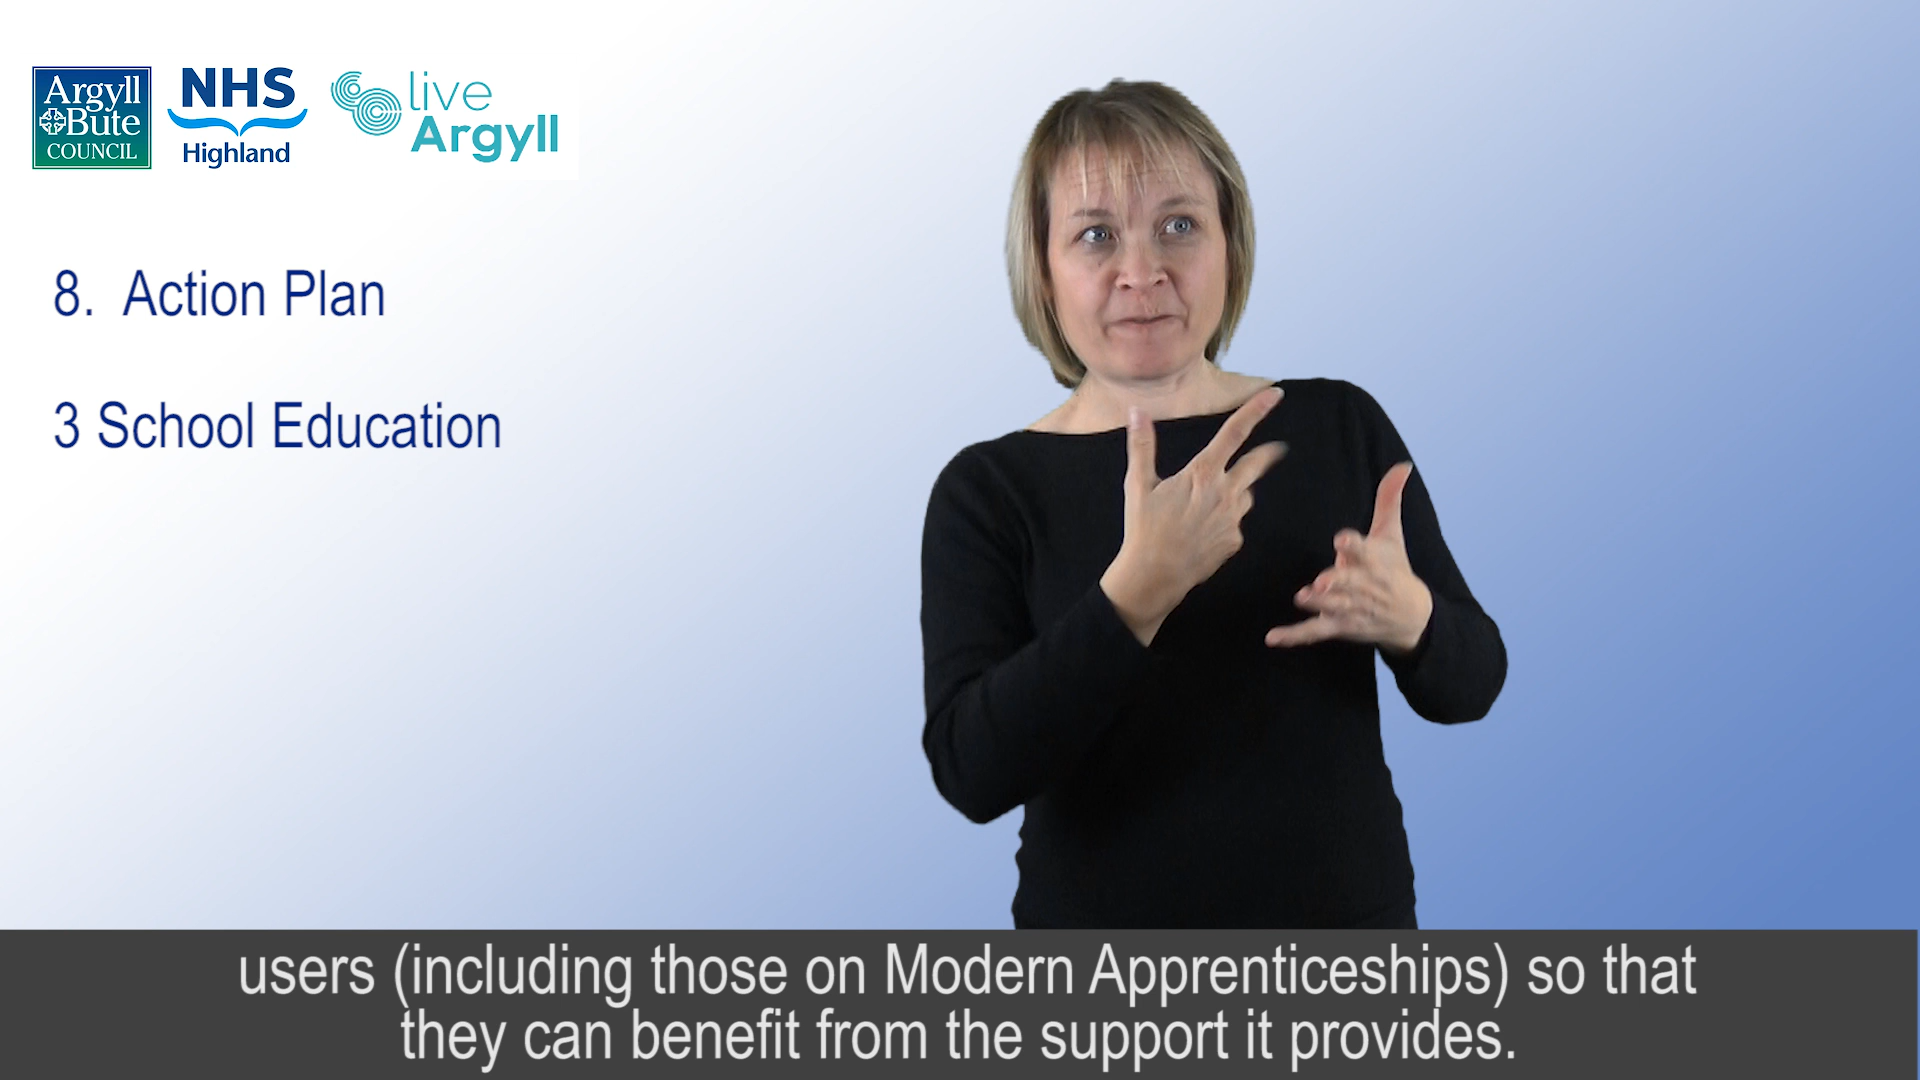 Argyll
& Bute
COUNCIL
NHS
Highland
live
Argyll
8. Action Plan
3 School Education
users (including those on Modern Apprenticeships) so that
they can benefit from the support it provides.